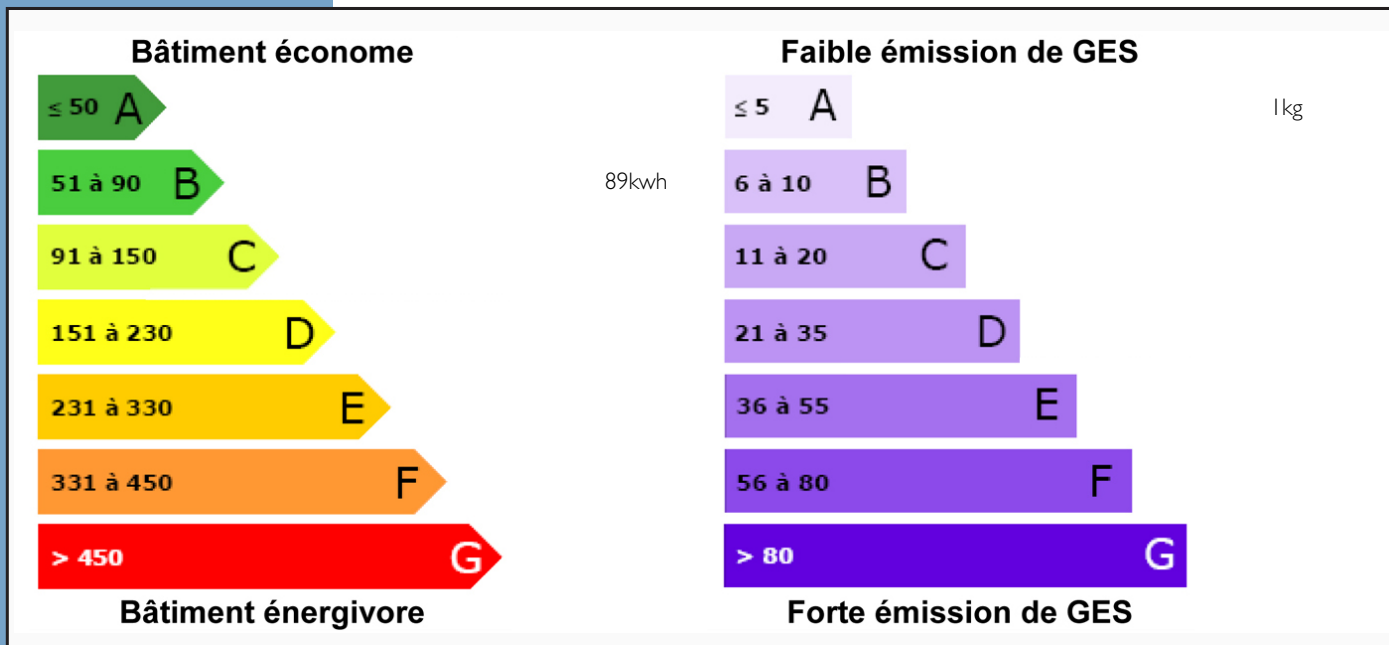 Bâtiment économe
≤ 50 A
51 à 90 B
89kwh
91 à 150 C
151 à 230 D
231 à 330 E
331 à 450 F
> 450 G
Bâtiment énergivore
Faible émission de GES
≤ 5 A
1kg
6 à 10 B
11 à 20 C
21 à 35 D
36 à 55 E
56 à 80 F
> 80 G
Forte émission de GES